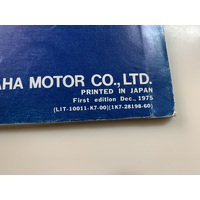 AHA MOTOR CO., LTD.
PRINTED IN JAPAN
First edition Dec., 1975
(LIT-10011-K7-00)(1K7-28198-60)